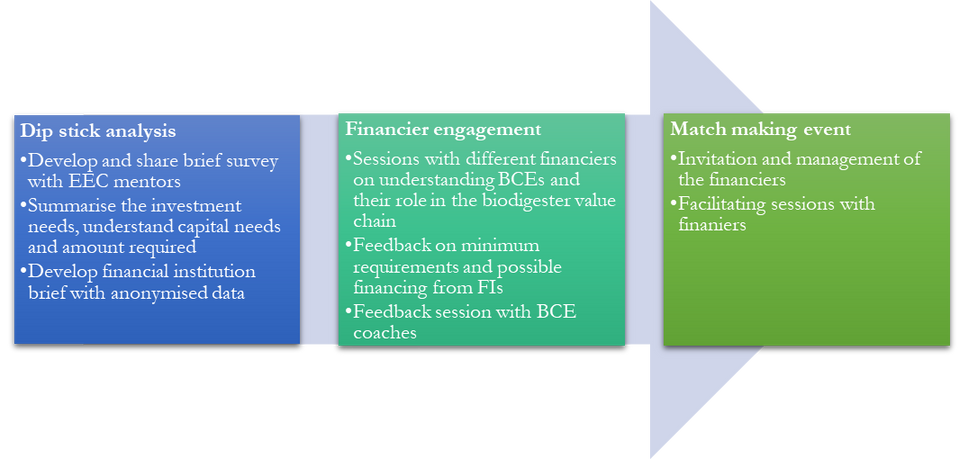 Dip stick analysis
•Develop and share brief survey
with EEC mentors
•Summarise the investment
needs, understand capital needs
and amount required
•Develop financial institution
brief with anonymised data
Financier engagement
•Sessions with different financiers
on understanding BCEs and
their role in the biodigester value
chain
•Feedback on minimum
requirements and possible
financing from FIs
•Feedback session with BCE
coaches
Match making event
•Invitation and management of
the financiers
•Facilitating sessions with
finaniers